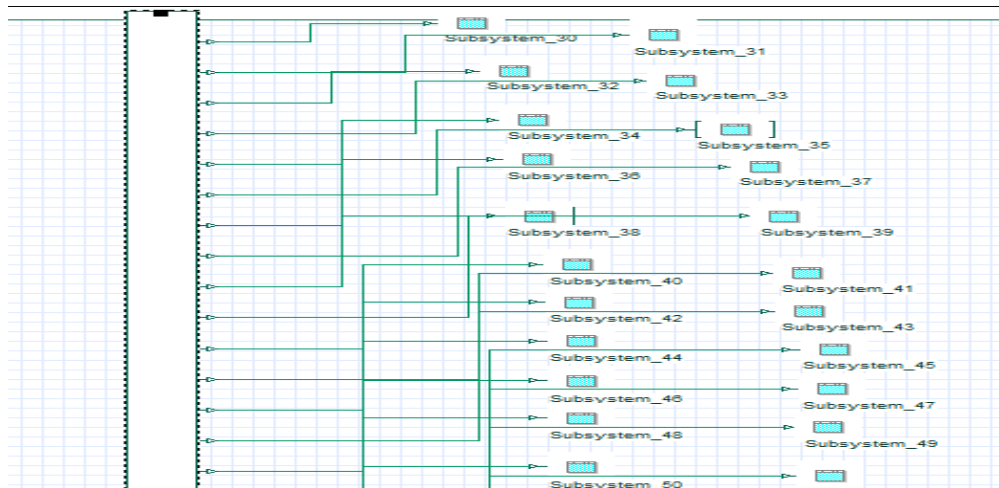 Subsystem_30
Subsystem_31
Subsystem_32
Subsystem_33
Subsystem_34
Subsystem_35
Subsystem_36
Subsystem_37
Subsystem_38
Subsystem_39
Subsystem_40
Subsystem_41
Subsystem_42
Subsystem_43
Subsystem_44
Subsystem_45
Subsystem_46
Subsystem_47
Subsystem_48
Subsystem_49
Subsystem_50